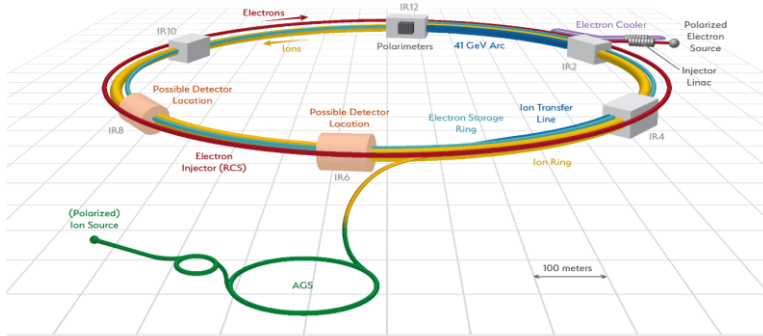 IR12
Electrons
IR10
Ions
Polarimeters
41 GeV Arc
Electron Cooler
Polarized
Electron
Source
IR2
Injector
Linac
Possible Detector
Location
Possible Detector
Location
IR8
Electron Storage
Ring
Ion Transfer
Line
IR4
Electron
Injector (RCS)
IR6
Ion Ring
(Polarized)
Ion Source
AGS
100 meters